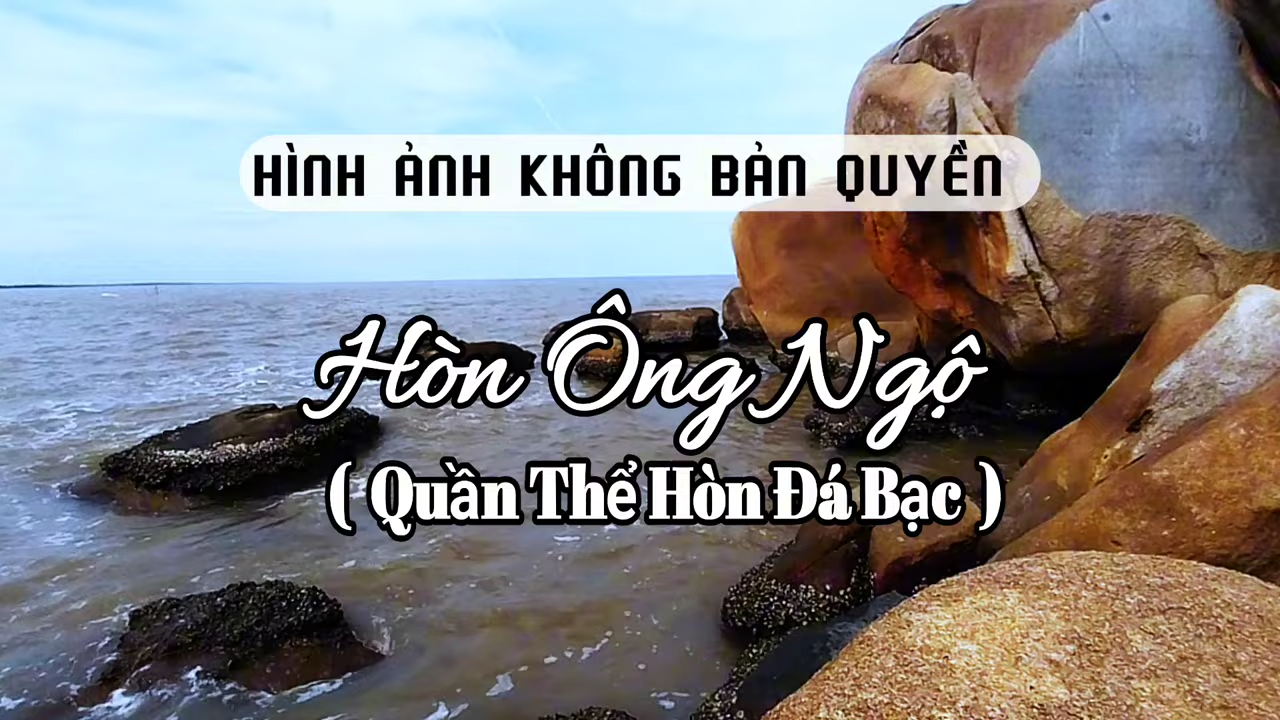 HÌNH ẢNH KHÔNG BẢN QUYỀN
Hòn Ông Ngộ
( Quần Thể Hòn Đá Bạc )